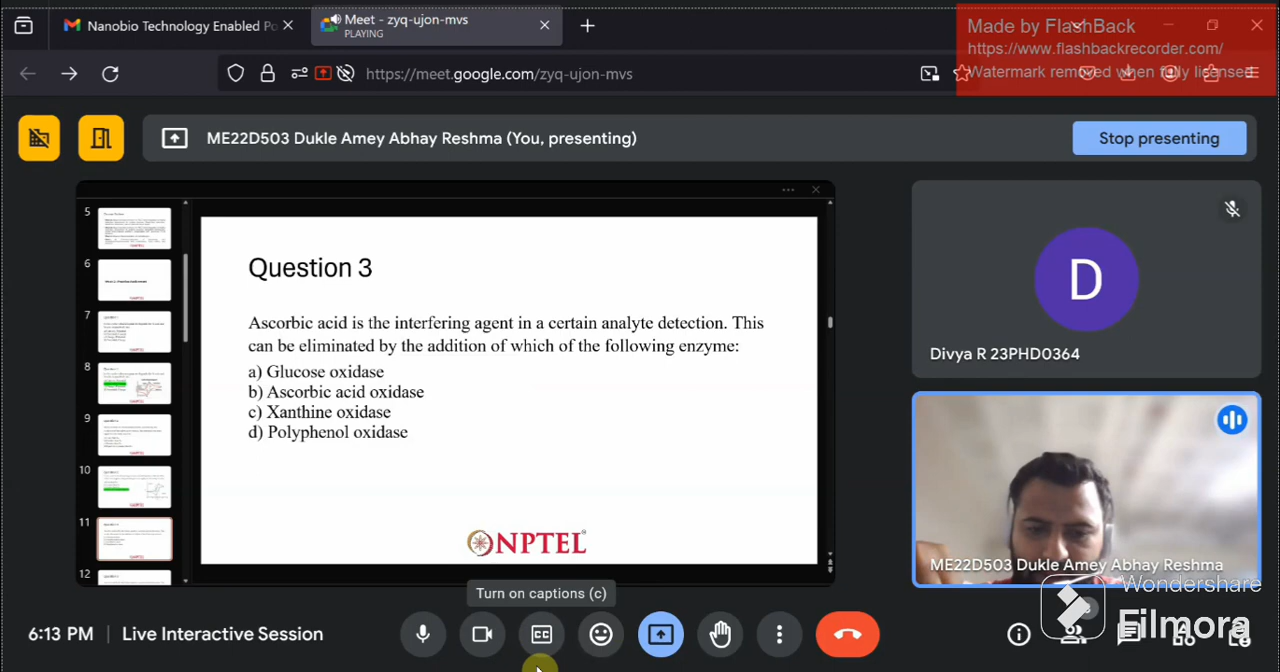 Nanobio Technology Enabled Po
Meet - zyq-ujon-mvs
PLAYING
Made by FlashBack
https://www.flashbackrecorder.com/
Watermark removed when fully licensed
https://meet.google.com/zyq-ujon-mvs
ME22D503 Dukle Amey Abhay Reshma (You, presenting)
Stop presenting
5
6
7
8
9
10
11
12
Question 3
Ascorbic acid is the interfering agent in a certain analyte detection. This
can be eliminated by the addition of which of the following enzyme:
a) Glucose oxidase
b) Ascorbic acid oxidase
c) Xanthine oxidase
d) Polyphenol oxidase
NPTEL
D
Divya R 23PHD0364
ME22D503 Dukle Amey Abhay Reshma
Turn on captions (c)
6:13 PM | Live Interactive Session
Wondershare
Filmora